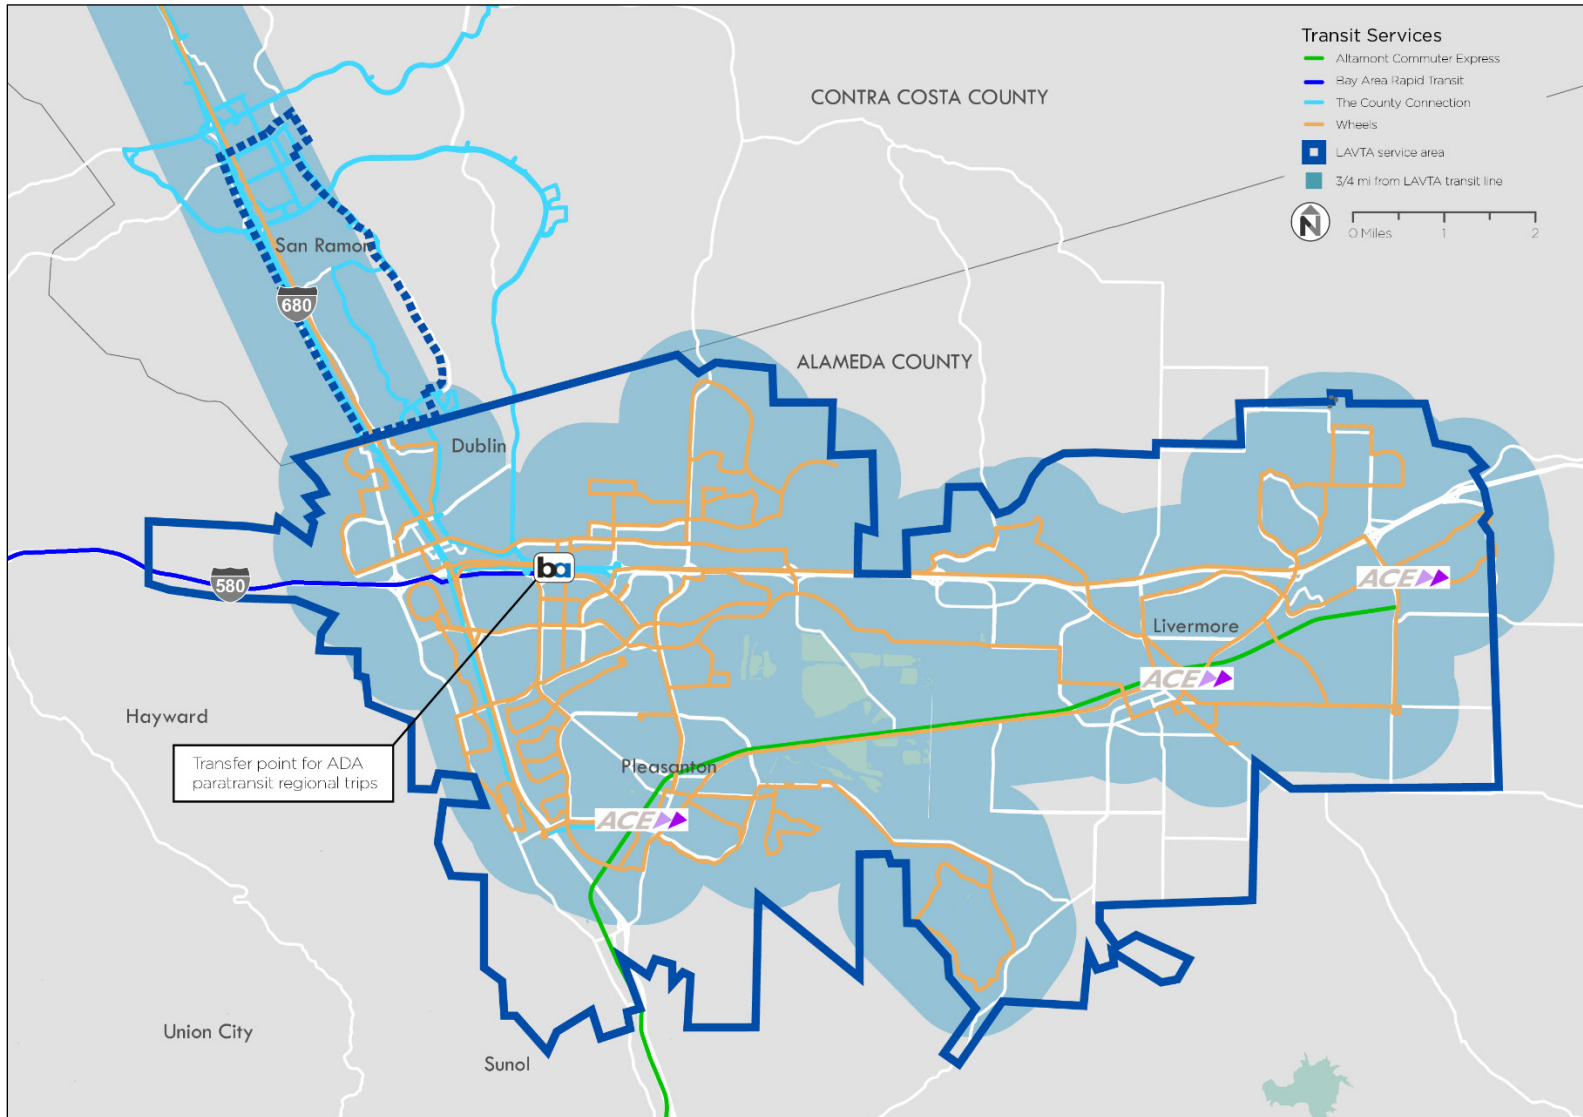 Transit Services
Altamont Commuter Express
Bay Area Rapid Transit
The County Connection
Wheels
LAVTA service area
3/4 mi from LAVTA transit line
N
0 Miles 1 2
CONTRA COSTA COUNTY
San Ramon
680
ALAMEDA COUNTY
Dublin
ba
580
ACE
Livermore
ACE
Hayward
Transfer point for ADA
paratransit regional trips
Pleasanton
ACE
Union City
Sunol